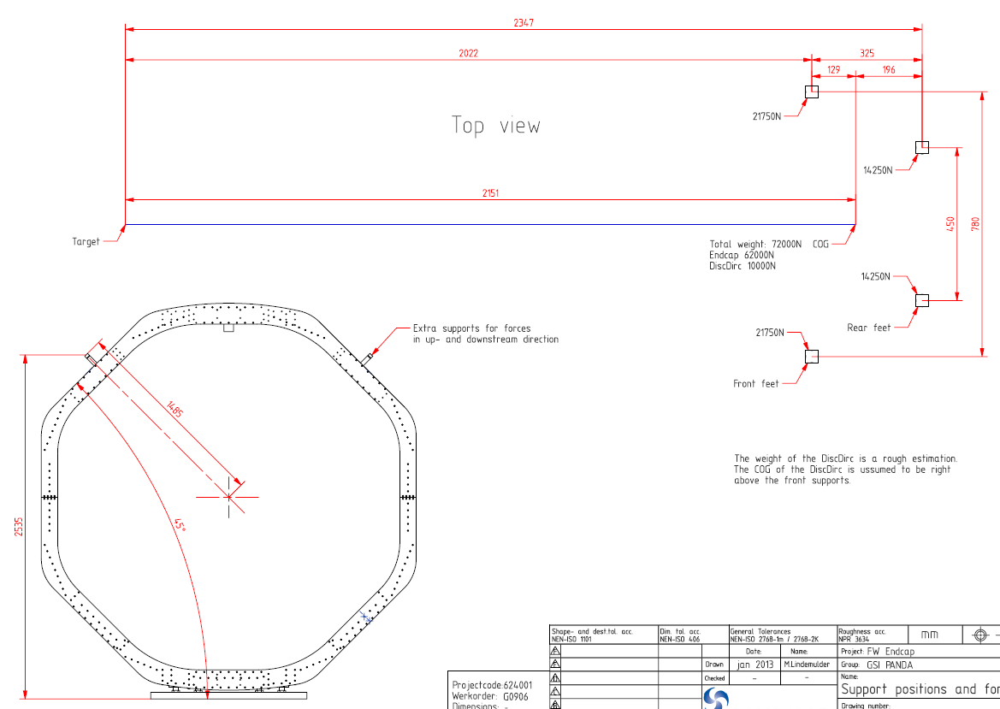 2347
2022
325
129
196
21750N
Top view
14250N
2151
450
780
Target
Total weight: 72000N COG
Endcap 62000N
DiscDirc 10000N
14250N
Rear feet
21750N
Front feet
Extra supports for forces
in up- and downstream direction
1485
2535
45°
The weight of the DiscDirc is a rough estimation.
The COG of the DiscDirc is ussumed to be right
above the front supports.
Shape- and dest.tol. acc.
NEN-ISO 1101
Dim. tol. acc.
NEN-ISO 406
General Tolerances
NEN-ISO 2768-1m / 2768-2K
Roughness acc.
NPR 3634
mm
Date:
Name:
Project: FW Endcap
Drawn
jan 2013
M.Lindemulder
Group: GSI PANDA
Checked
-
-
Name:
Support positions and for
Drawing number:
Projectcode:624001
Werkorder: G0906
Dimensions: -